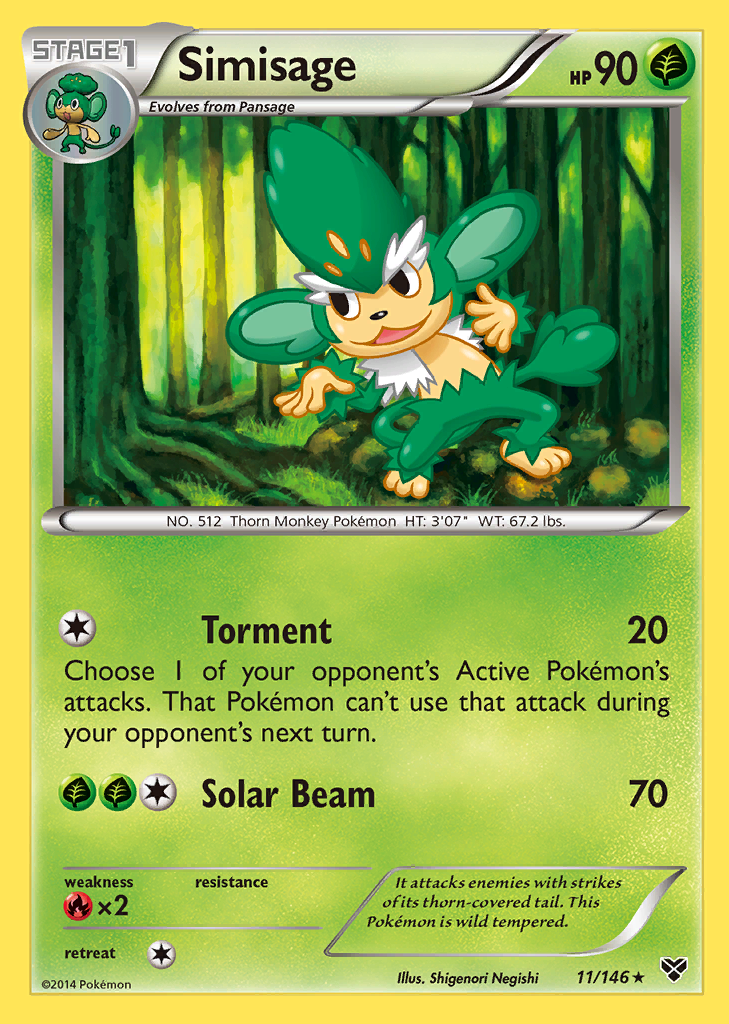 STAGE1
Simisage
HP 90
Evolves from Pansage
NO. 512 Thorn Monkey Pokémon HT: 3'07" WT: 67.2 lbs.
Torment 20
Choose 1 of your opponent's Active Pokémon's
attacks. That Pokémon can't use that attack during
your opponent's next turn.
Solar Beam 70
weakness resistance
×2
retreat
It attacks enemies with strikes
of its thorn-covered tail. This
Pokémon is wild tempered.
Illus. Shigenori Negishi 11/146 ★
©2014 Pokémon